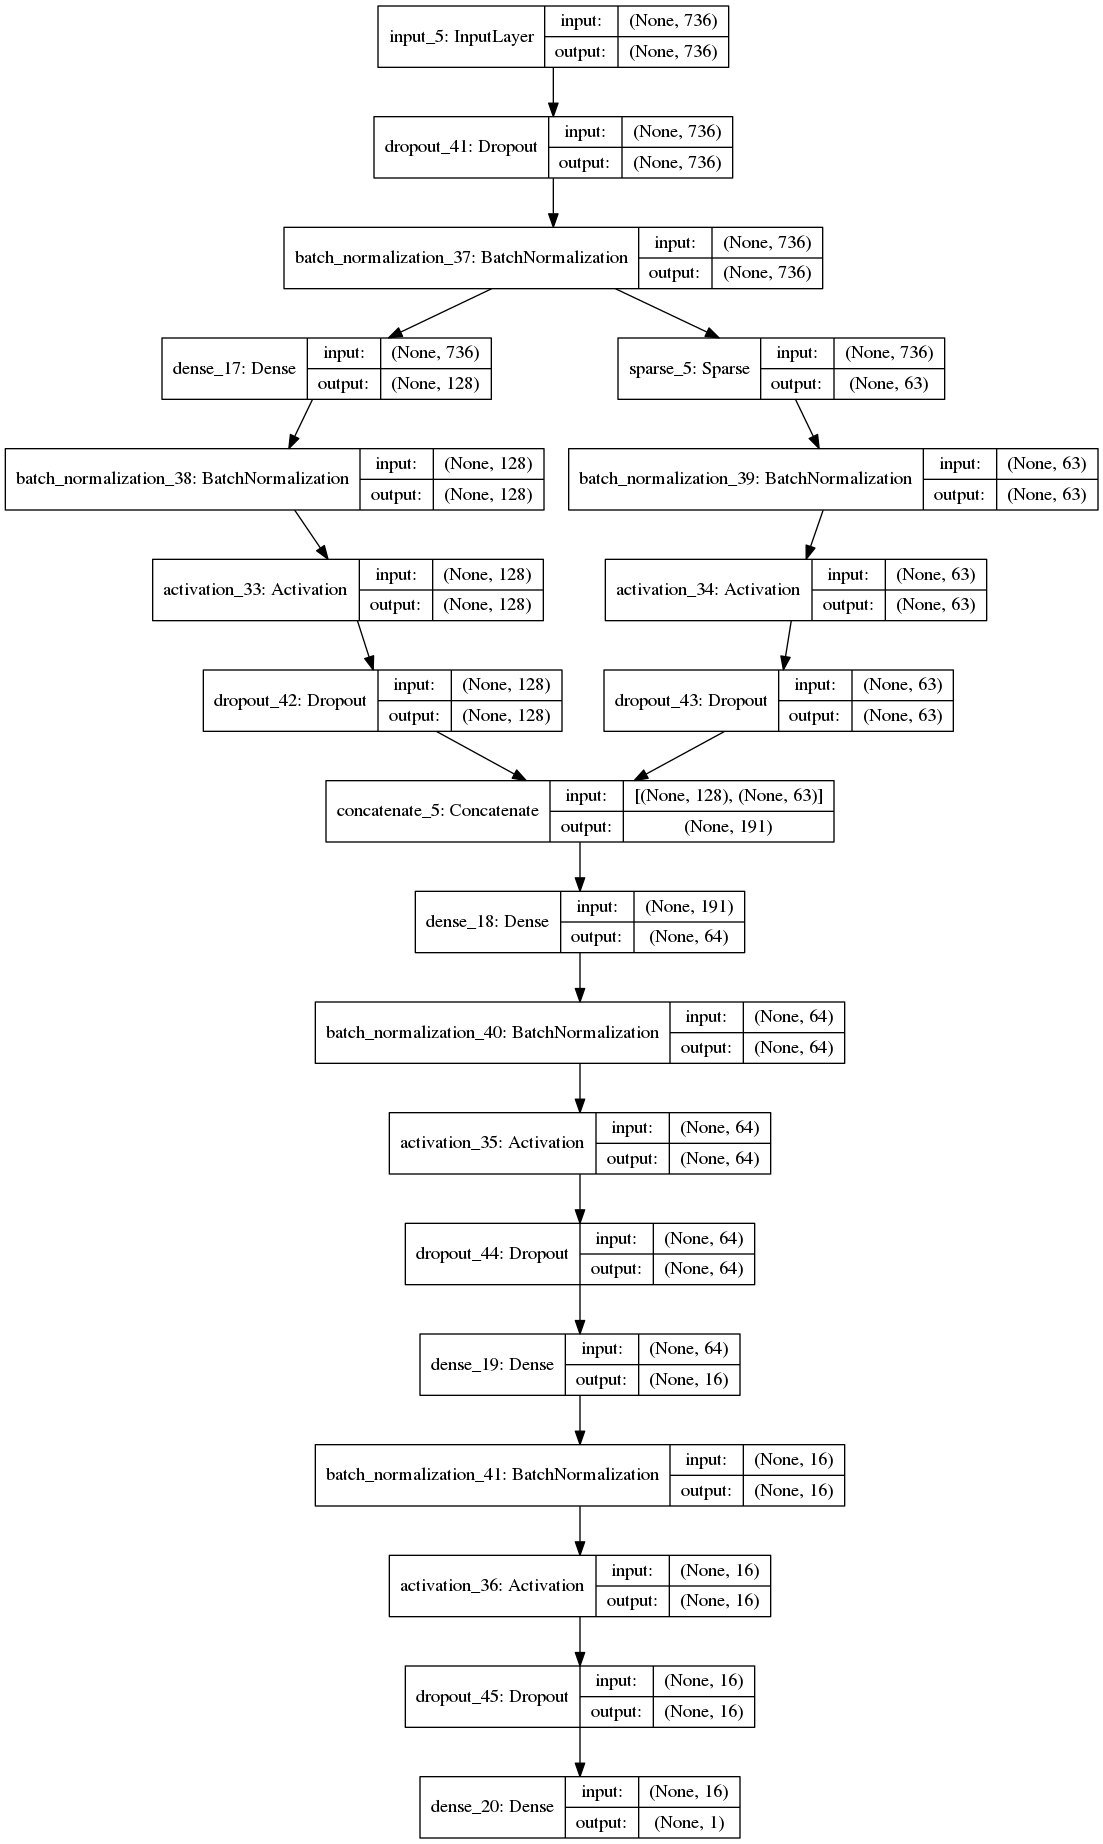 input_5: InputLayer
input: (None, 736)
output: (None, 736)
dropout_41: Dropout
input: (None, 736)
output: (None, 736)
batch_normalization_37: BatchNormalization
input: (None, 736)
output: (None, 736)
dense_17: Dense
input: (None, 736)
output: (None, 128)
sparse_5: Sparse
input: (None, 736)
output: (None, 63)
batch_normalization_38: BatchNormalization
input: (None, 128)
output: (None, 128)
batch_normalization_39: BatchNormalization
input: (None, 63)
output: (None, 63)
activation_33: Activation
input: (None, 128)
output: (None, 128)
activation_34: Activation
input: (None, 63)
output: (None, 63)
dropout_42: Dropout
input: (None, 128)
output: (None, 128)
dropout_43: Dropout
input: (None, 63)
output: (None, 63)
concatenate_5: Concatenate
input: [(None, 128), (None, 63)]
output: (None, 191)
dense_18: Dense
input: (None, 191)
output: (None, 64)
batch_normalization_40: BatchNormalization
input: (None, 64)
output: (None, 64)
activation_35: Activation
input: (None, 64)
output: (None, 64)
dropout_44: Dropout
input: (None, 64)
output: (None, 64)
dense_19: Dense
input: (None, 64)
output: (None, 16)
batch_normalization_41: BatchNormalization
input: (None, 16)
output: (None, 16)
activation_36: Activation
input: (None, 16)
output: (None, 16)
dropout_45: Dropout
input: (None, 16)
output: (None, 16)
dense_20: Dense
input: (None, 16)
output: (None, 1)